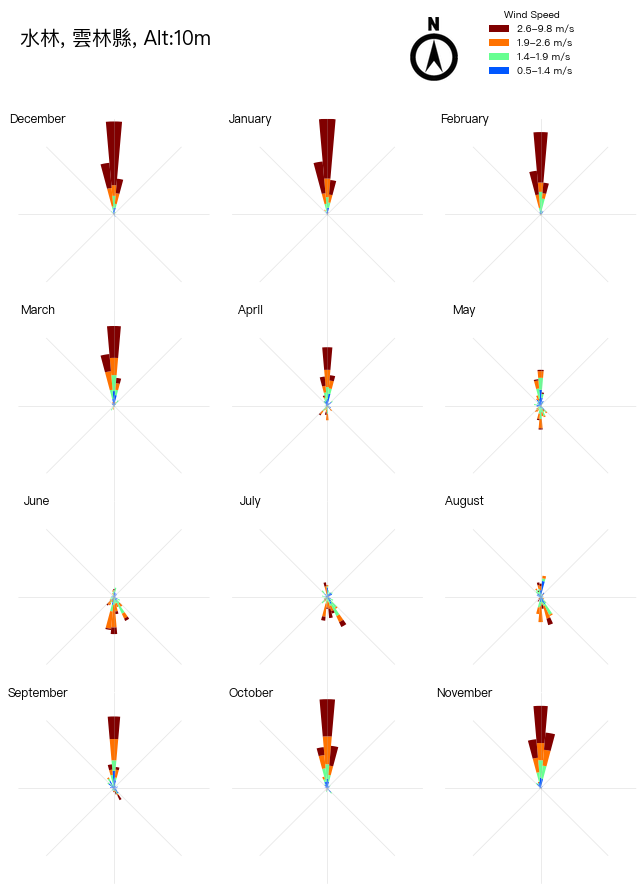 N
Wind Speed
水林, 雲林縣, Alt:10m
2.6–9.8 m/s
1.9–2.6 m/s
1.4–1.9 m/s
0.5–1.4 m/s
December
January
February
March
April
May
June
July
August
September
October
November